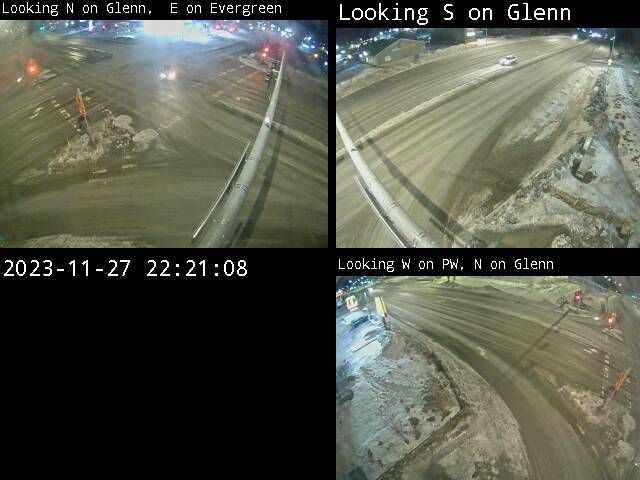 Looking N on Glenn,  E on Evergreen
Looking S on Glenn
2023-11-27 22:21:08
Looking W on PW, N on Glenn